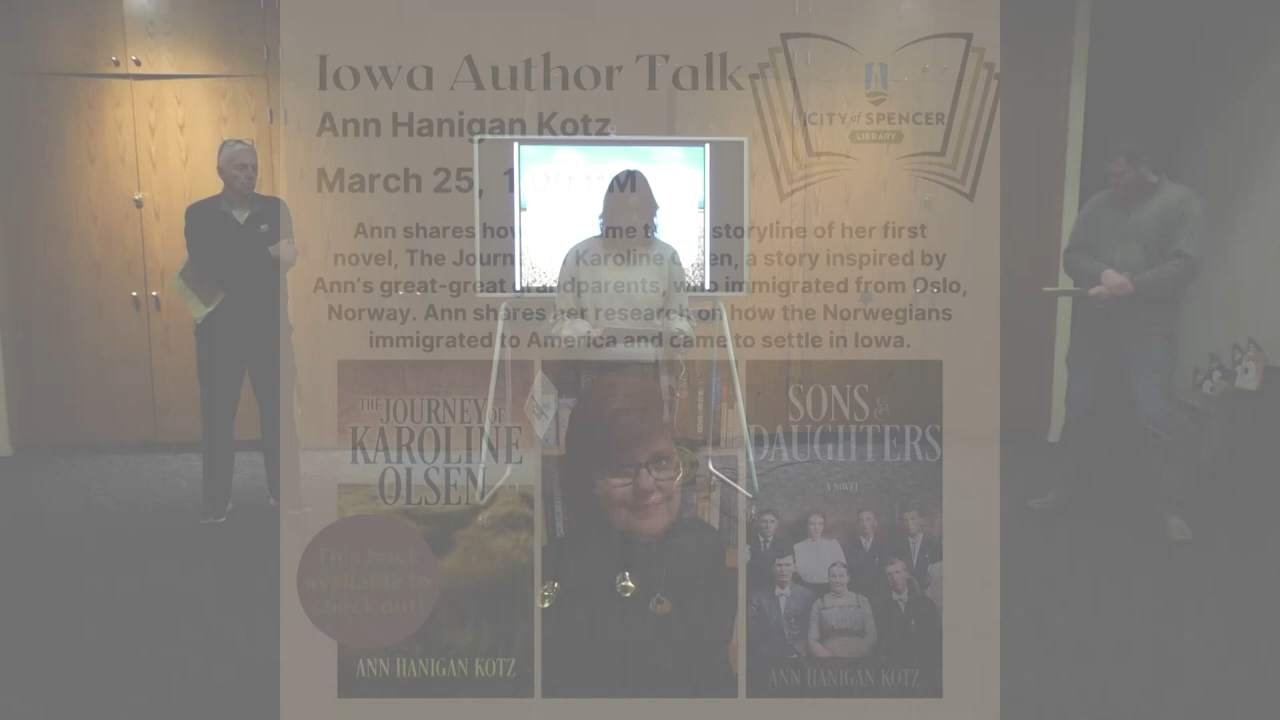 Iowa Author Talk
Ann Hanigan Kotz
March 25,
CITY of SPENCER
LIBRARY
Ann shares how storyline of her first
novel, The Journey Karoline a story inspired by
Ann's great-great grandparents, who immigrated from Oslo,
Norway. Ann shares her research on how the Norwegians
immigrated to America and came to settle in Iowa.
THE JOURNEY OF
KAROLINE
OLSEN
This book
available to
check out!
ANN HANIGAN KOTZ
SONS &
DAUGHTERS
A NOVEL
ANN HANIGAN KOTZ